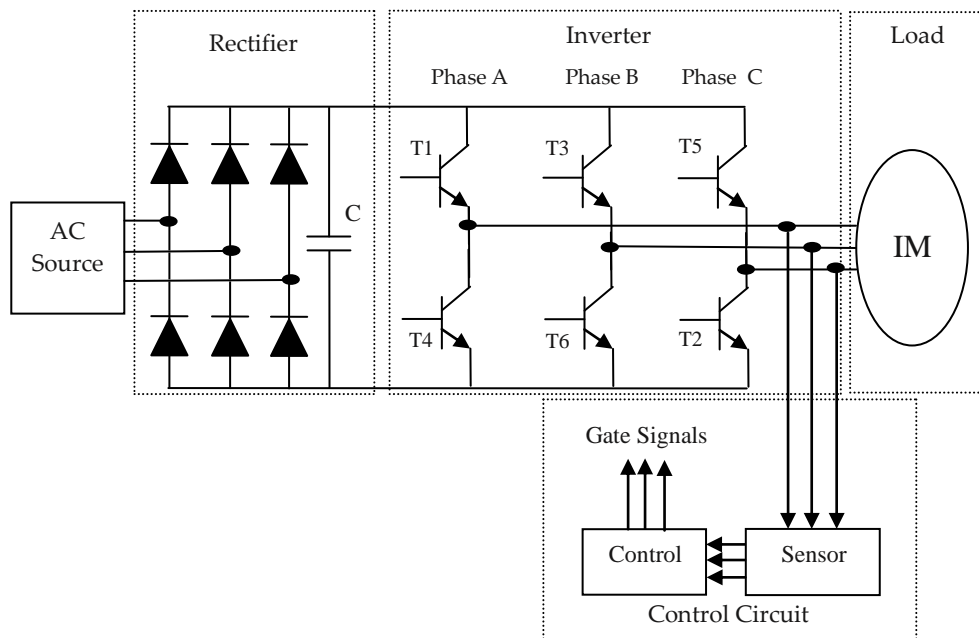 Rectifier
Inverter
Load
Phase A
Phase B
Phase C
T1
T3
T5
C
AC
Source
IM
T4
T6
T2
Gate Signals
Control
Sensor
Control Circuit